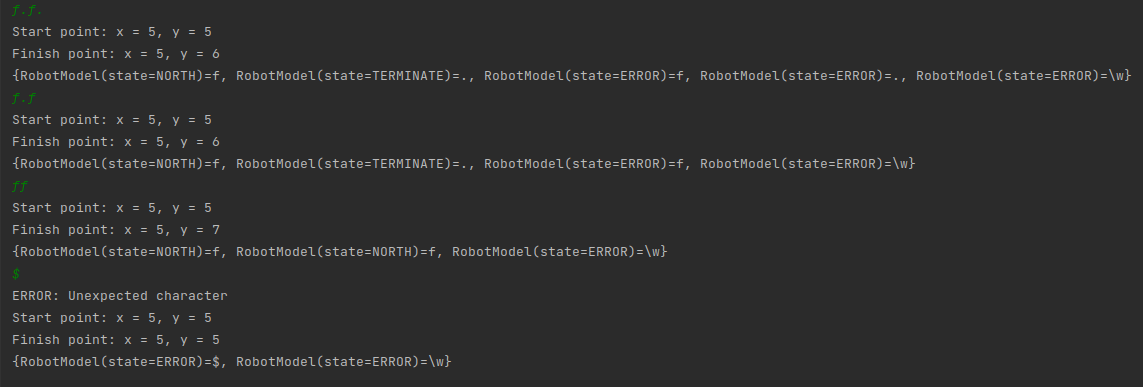 f.f.
Start point: x = 5, y = 5
Finish point: x = 5, y = 6
{RobotModel(state=NORTH)=f, RobotModel(state=TERMINATE)=., RobotModel(state=ERROR)=f, RobotModel(state=ERROR)=., RobotModel(state=ERROR)=\w}
f.f
Start point: x = 5, y = 5
Finish point: x = 5, y = 6
{RobotModel(state=NORTH)=f, RobotModel(state=TERMINATE)=., RobotModel(state=ERROR)=f, RobotModel(state=ERROR)=\w}
ff
Start point: x = 5, y = 5
Finish point: x = 5, y = 7
{RobotModel(state=NORTH)=f, RobotModel(state=NORTH)=f, RobotModel(state=ERROR)=\w}
$
ERROR: Unexpected character
Start point: x = 5, y = 5
Finish point: x = 5, y = 5
{RobotModel(state=ERROR)=$, RobotModel(state=ERROR)=\w}